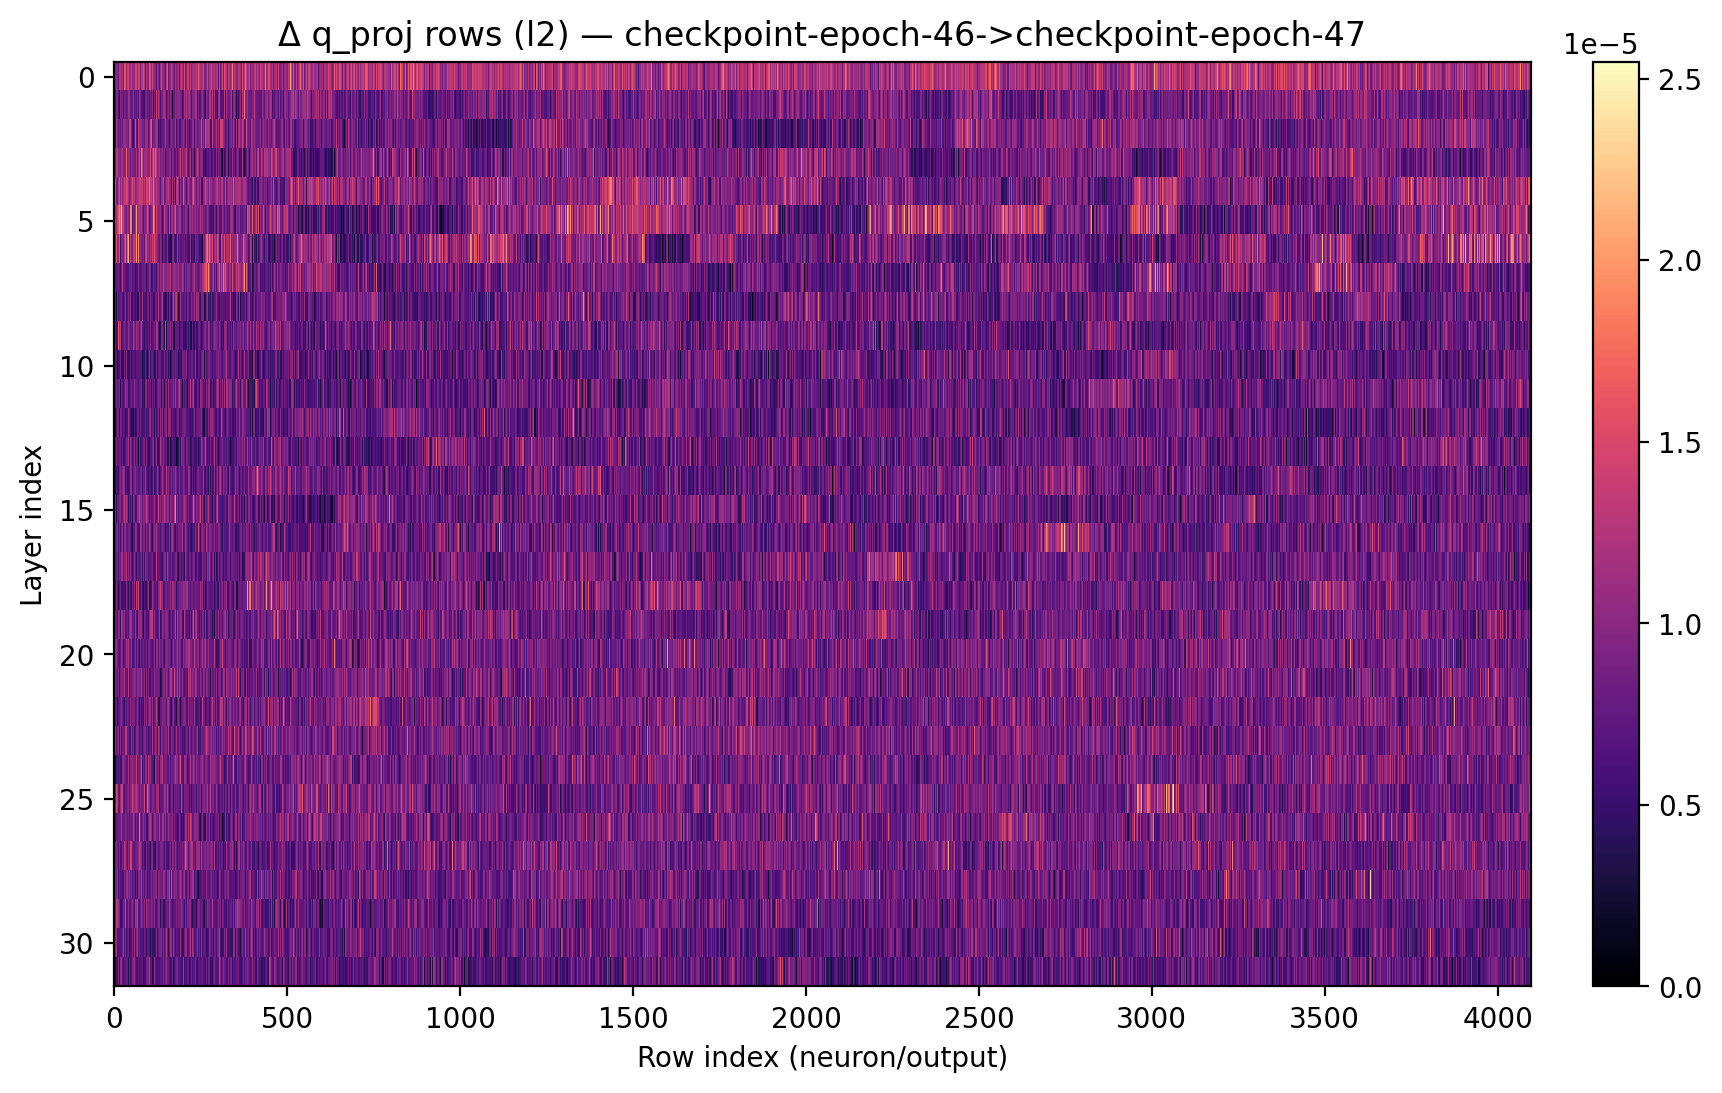 Δ q_proj rows (l2) — checkpoint-epoch-46->checkpoint-epoch-47
1e−5
0
5
10
15
20
25
30
Layer index
0 500 1000 1500 2000 2500 3000 3500 4000
Row index (neuron/output)
2.5
2.0
1.5
1.0
0.5
0.0